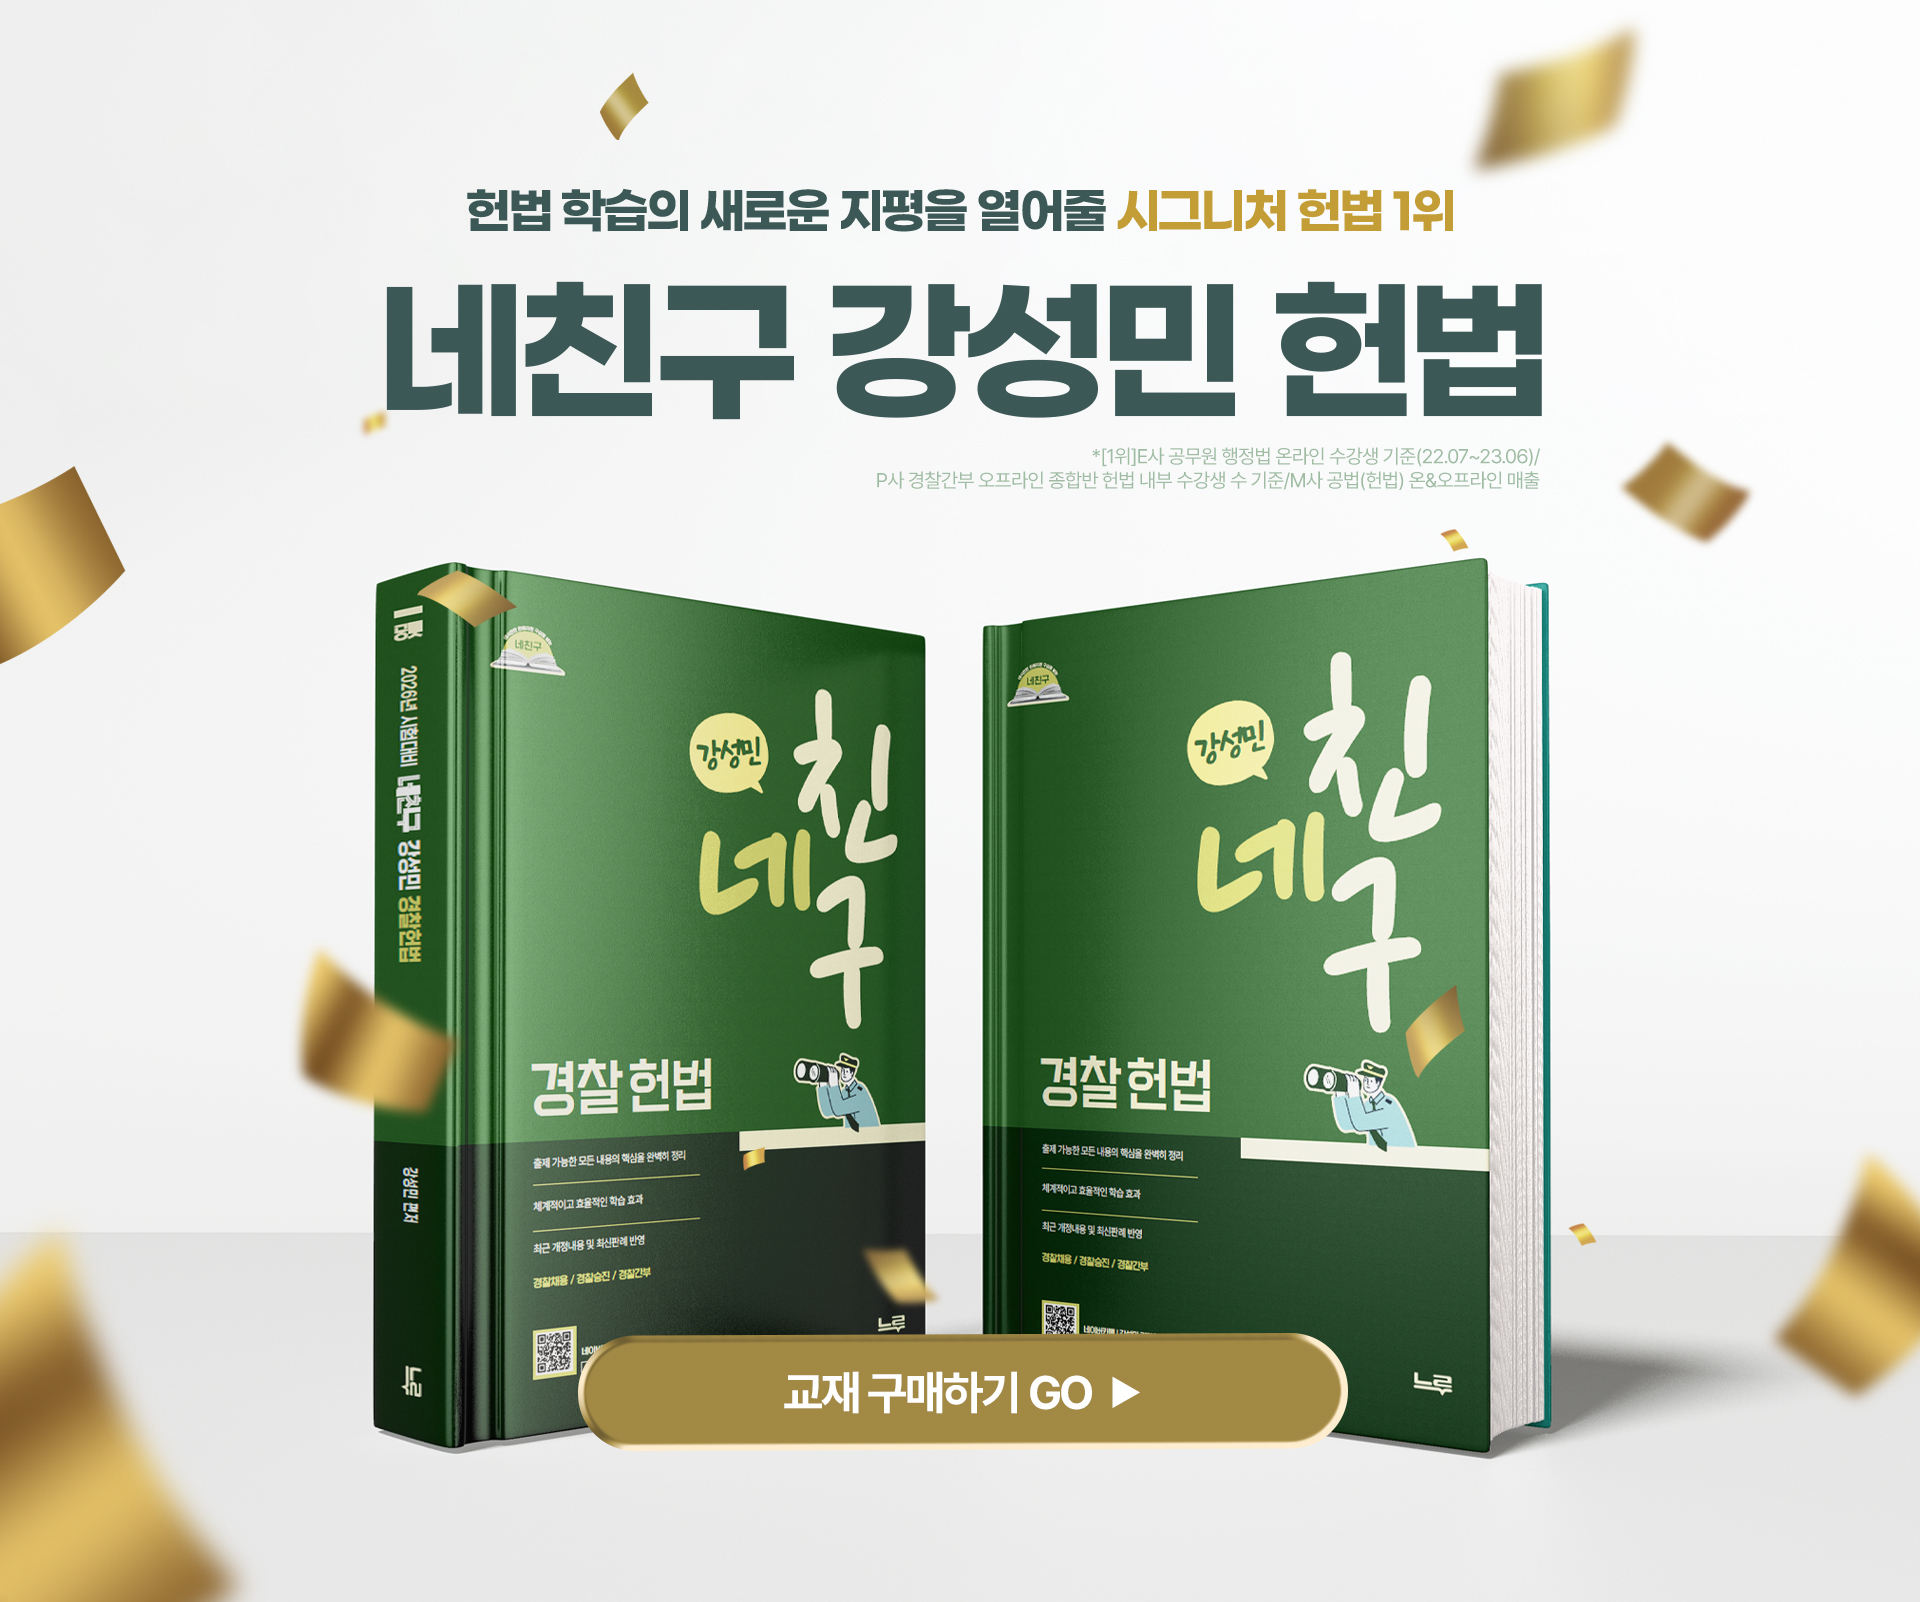 헌법 학습의 새로운 지평을 열어줄 시그니처 헌법 1위
네친구 강성민 헌법
*[1위]E사 공무원 행정법 온라인 수강생 기준(22.07~23.06)/
P사 경찰간부 오프라인 종합반 헌법 내부 수강생 수 기준/M사 공법(헌법) 온&오프라인 매출
2026년 시험대비 네친구 강성민 경찰헌법
강성민 편저
느루
네친구
강성민
네친구
경찰 헌법
출제 가능한 모든 내용의 핵심을 완벽히 정리
체계적이고 효율적인 학습 효과
최근 개정내용 및 최신판례 반영
경찰채용 / 경찰승진 / 경찰간부
느루
네친구
강성민
네친구
경찰 헌법
출제 가능한 모든 내용의 핵심을 완벽히 정리
체계적이고 효율적인 학습 효과
최근 개정내용 및 최신판례 반영
경찰채용 / 경찰승진 / 경찰간부
느루
교재 구매하기 GO ▶